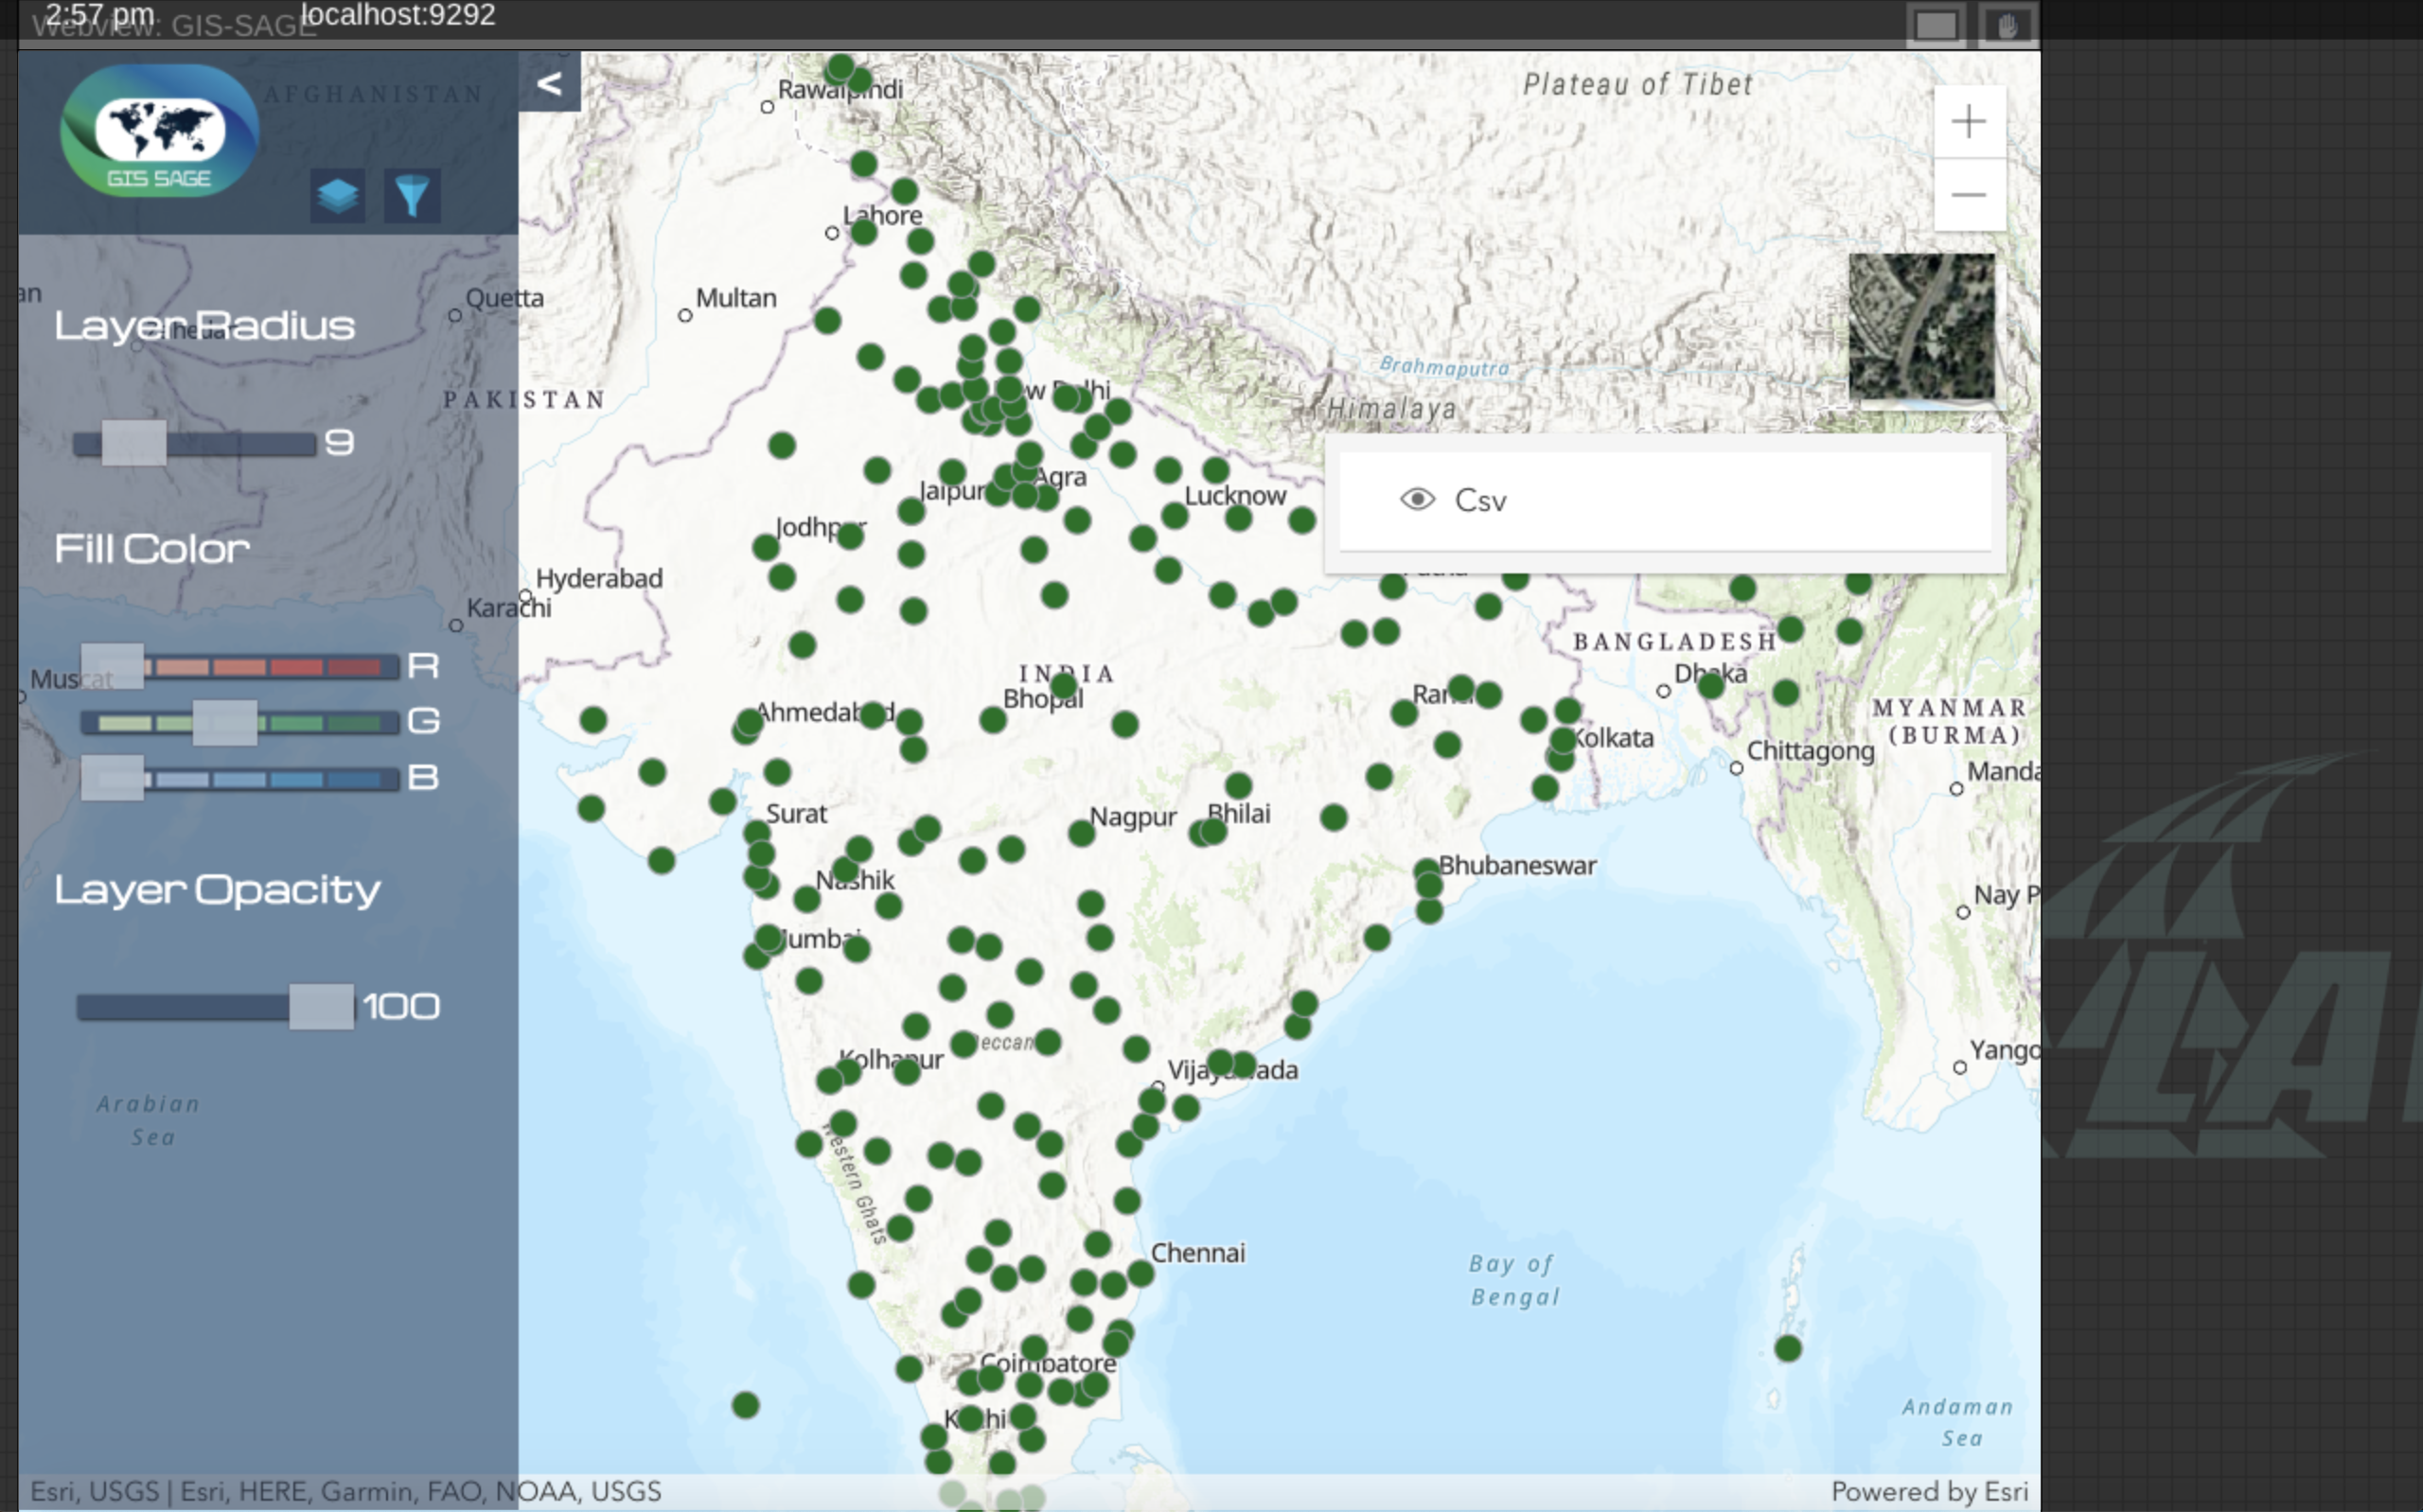 2:57 pm
localhost:9292
Webview: GIS-SAGE
GIS SAGE
AFGHANISTAN
<
Rawalpindi
Plateau of Tibet
+
−
Lahore
Quetta
Multan
Layer Radius
PAKISTAN
9
Brahmaputra
Himalaya
Agra
Jaipur
Lucknow
Csv
Jodhpur
Fill Color
Hyderabad
Karachi
R
G
B
Muscat
INDIA
Bhopal
Ahmedabad
BANGLADESH
Dhaka
Kolkata
MYANMAR
(BURMA)
Chittagong
Manda
Surat
Nagpur
Bhilai
Bhubaneswar
Nashik
Layer Opacity
Mumbai
Nay P
100
Deccan
Kolhapur
Vijayawada
Yango
Arabian
Sea
Western Ghats
Chennai
Bay of
Bengal
Coimbatore
Kochi
Andaman
Sea
Esri, USGS | Esri, HERE, Garmin, FAO, NOAA, USGS
Powered by Esri